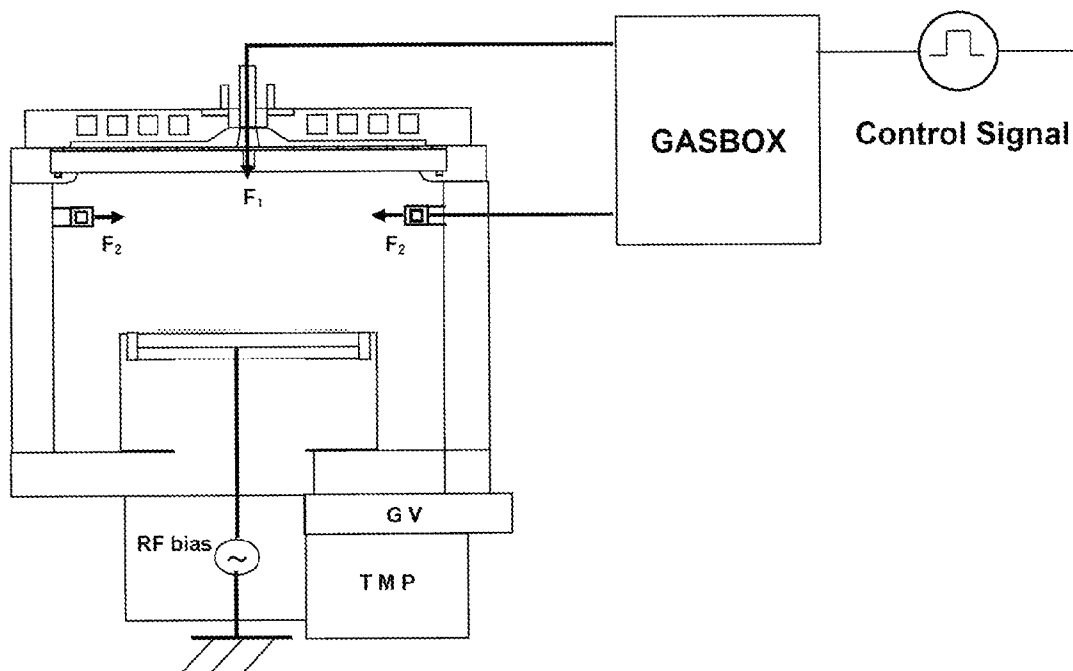 GASBOX
Control Signal
F₁
F₂
F₂
G V
RF bias
~
T M P